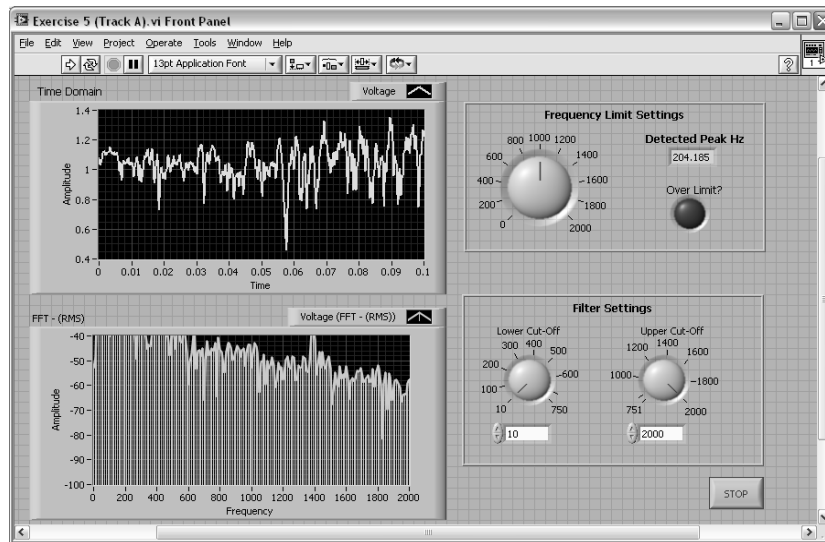 Exercise 5 (Track A).vi Front Panel
File Edit View Project Operate Tools Window Help
13pt Application Font
1
Time Domain
Voltage
1.4
1.2
1
0.8
0.6
0.4
Amplitude
0 0.01 0.02 0.03 0.04 0.05 0.06 0.07 0.08 0.09 0.1
Time
Frequency Limit Settings
0 200 400 600 800 1000 1200 1400 1600 1800 2000
Detected Peak Hz
204.185
Over Limit?
FFT - (RMS)
Voltage (FFT - (RMS))
-40
-50
-60
-70
-80
-90
-100
Amplitude
0 200 400 600 800 1000 1200 1400 1600 1800 2000
Frequency
Filter Settings
Lower Cut-Off
10 100 200 300 400 500 600 750
10
Upper Cut-Off
751 1000 1200 1400 1600 1800 2000
2000
STOP